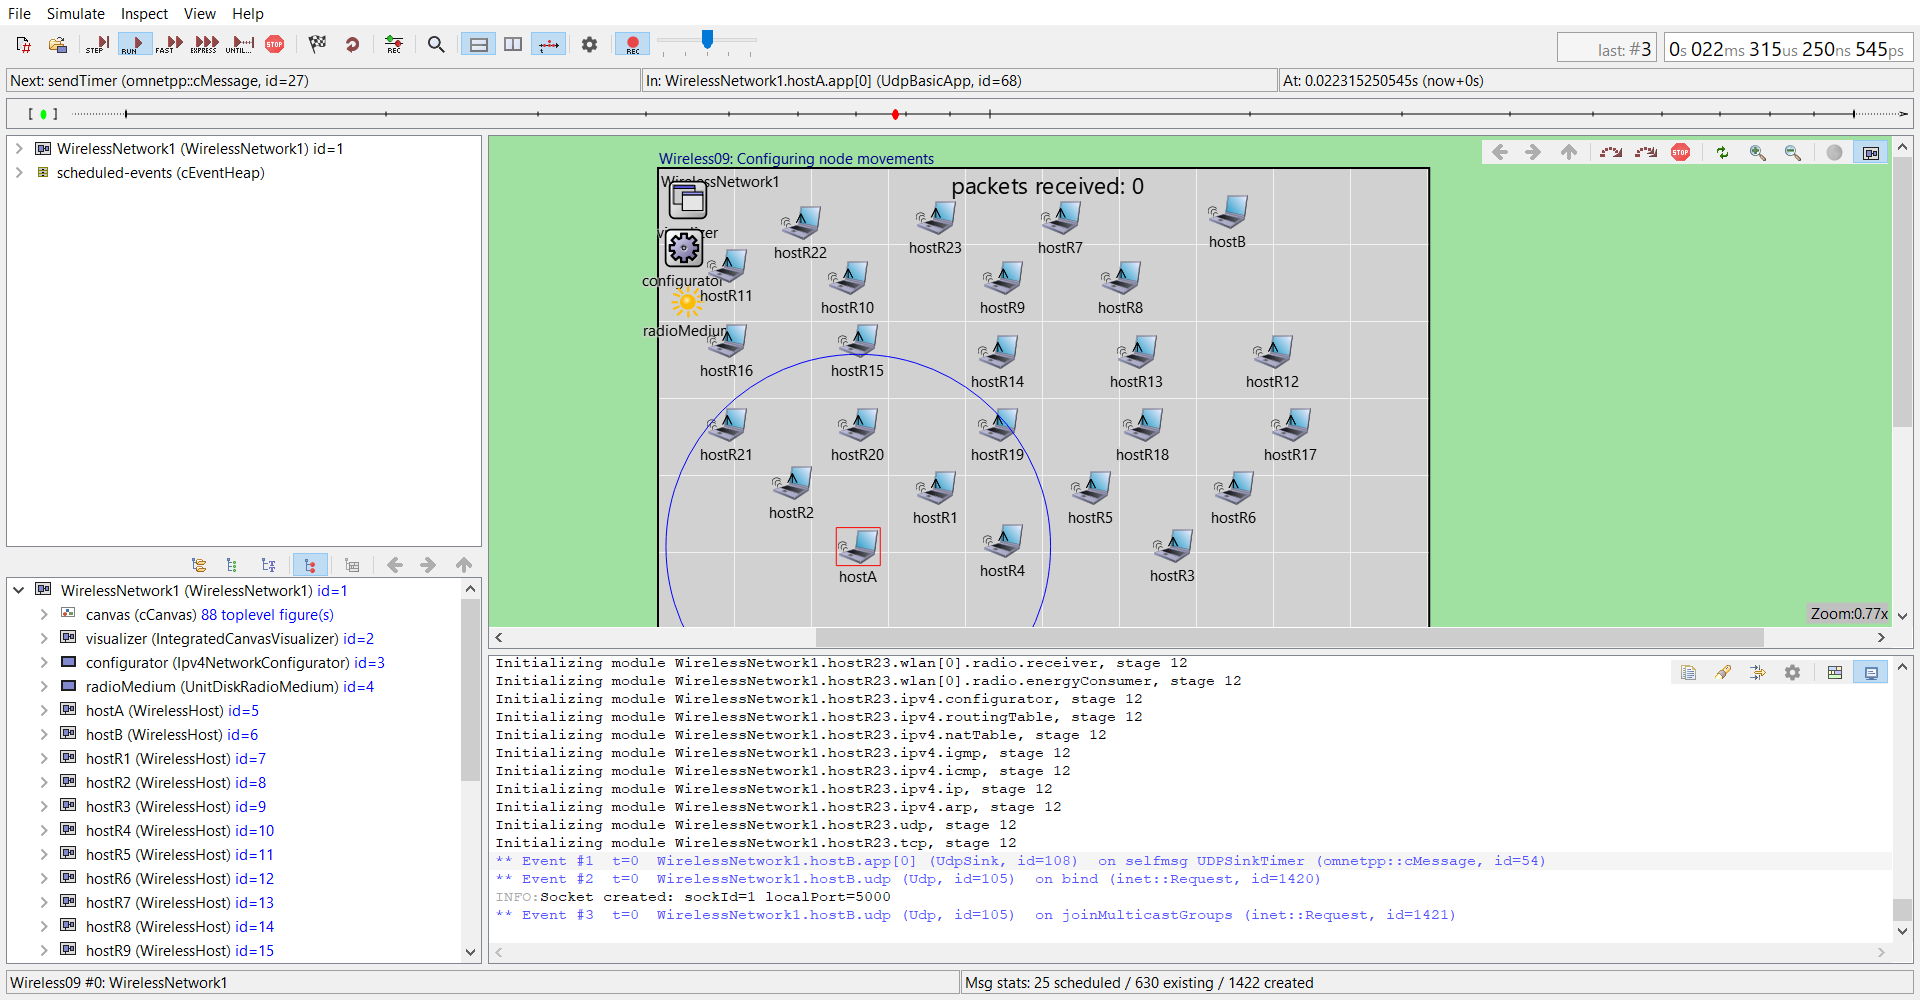 File Simulate Inspect View Help
STEP RUN FAST EXPRESS UNTIL... STOP REC REC
last: #3 0s 022ms 315us 250ns 545ps
Next: sendTimer (omnetpp::cMessage, id=27) In: WirelessNetwork1.hostA.app[0] (UdpBasicApp, id=68) At: 0.022315250545s (now+0s)
WirelessNetwork1 (WirelessNetwork1) id=1
scheduled-events (cEventHeap)
Wireless09: Configuring node movements
STOP
WirelessNetwork1
packets received: 0
visualizer
hostR22
hostR23
hostR7
hostB
configurator
hostR11
hostR10
hostR9
hostR8
radioMedium
hostR16
hostR15
hostR14
hostR13
hostR12
hostR21
hostR20
hostR19
hostR18
hostR17
hostR2
hostR1
hostR5
hostR6
hostA
hostR4
hostR3
Zoom:0.77x
WirelessNetwork1 (WirelessNetwork1) id=1
canvas (cCanvas) 88 toplevel figure(s)
visualizer (IntegratedCanvasVisualizer) id=2
configurator (Ipv4NetworkConfigurator) id=3
radioMedium (UnitDiskRadioMedium) id=4
hostA (WirelessHost) id=5
hostB (WirelessHost) id=6
hostR1 (WirelessHost) id=7
hostR2 (WirelessHost) id=8
hostR3 (WirelessHost) id=9
hostR4 (WirelessHost) id=10
hostR5 (WirelessHost) id=11
hostR6 (WirelessHost) id=12
hostR7 (WirelessHost) id=13
hostR8 (WirelessHost) id=14
hostR9 (WirelessHost) id=15
Initializing module WirelessNetwork1.hostR23.wlan[0].radio.receiver, stage 12
Initializing module WirelessNetwork1.hostR23.wlan[0].radio.energyConsumer, stage 12
Initializing module WirelessNetwork1.hostR23.ipv4.configurator, stage 12
Initializing module WirelessNetwork1.hostR23.ipv4.routingTable, stage 12
Initializing module WirelessNetwork1.hostR23.ipv4.natTable, stage 12
Initializing module WirelessNetwork1.hostR23.ipv4.igmp, stage 12
Initializing module WirelessNetwork1.hostR23.ipv4.icmp, stage 12
Initializing module WirelessNetwork1.hostR23.ipv4.ip, stage 12
Initializing module WirelessNetwork1.hostR23.ipv4.arp, stage 12
Initializing module WirelessNetwork1.hostR23.udp, stage 12
Initializing module WirelessNetwork1.hostR23.tcp, stage 12
** Event #1 t=0 WirelessNetwork1.hostB.app[0] (UdpSink, id=108) on selfmsg UDPSinkTimer (omnetpp::cMessage, id=54)
** Event #2 t=0 WirelessNetwork1.hostB.udp (Udp, id=105) on bind (inet::Request, id=1420)
INFO:Socket created: sockId=1 localPort=5000
** Event #3 t=0 WirelessNetwork1.hostB.udp (Udp, id=105) on joinMulticastGroups (inet::Request, id=1421)
Wireless09 #0: WirelessNetwork1 Msg stats: 25 scheduled / 630 existing / 1422 created